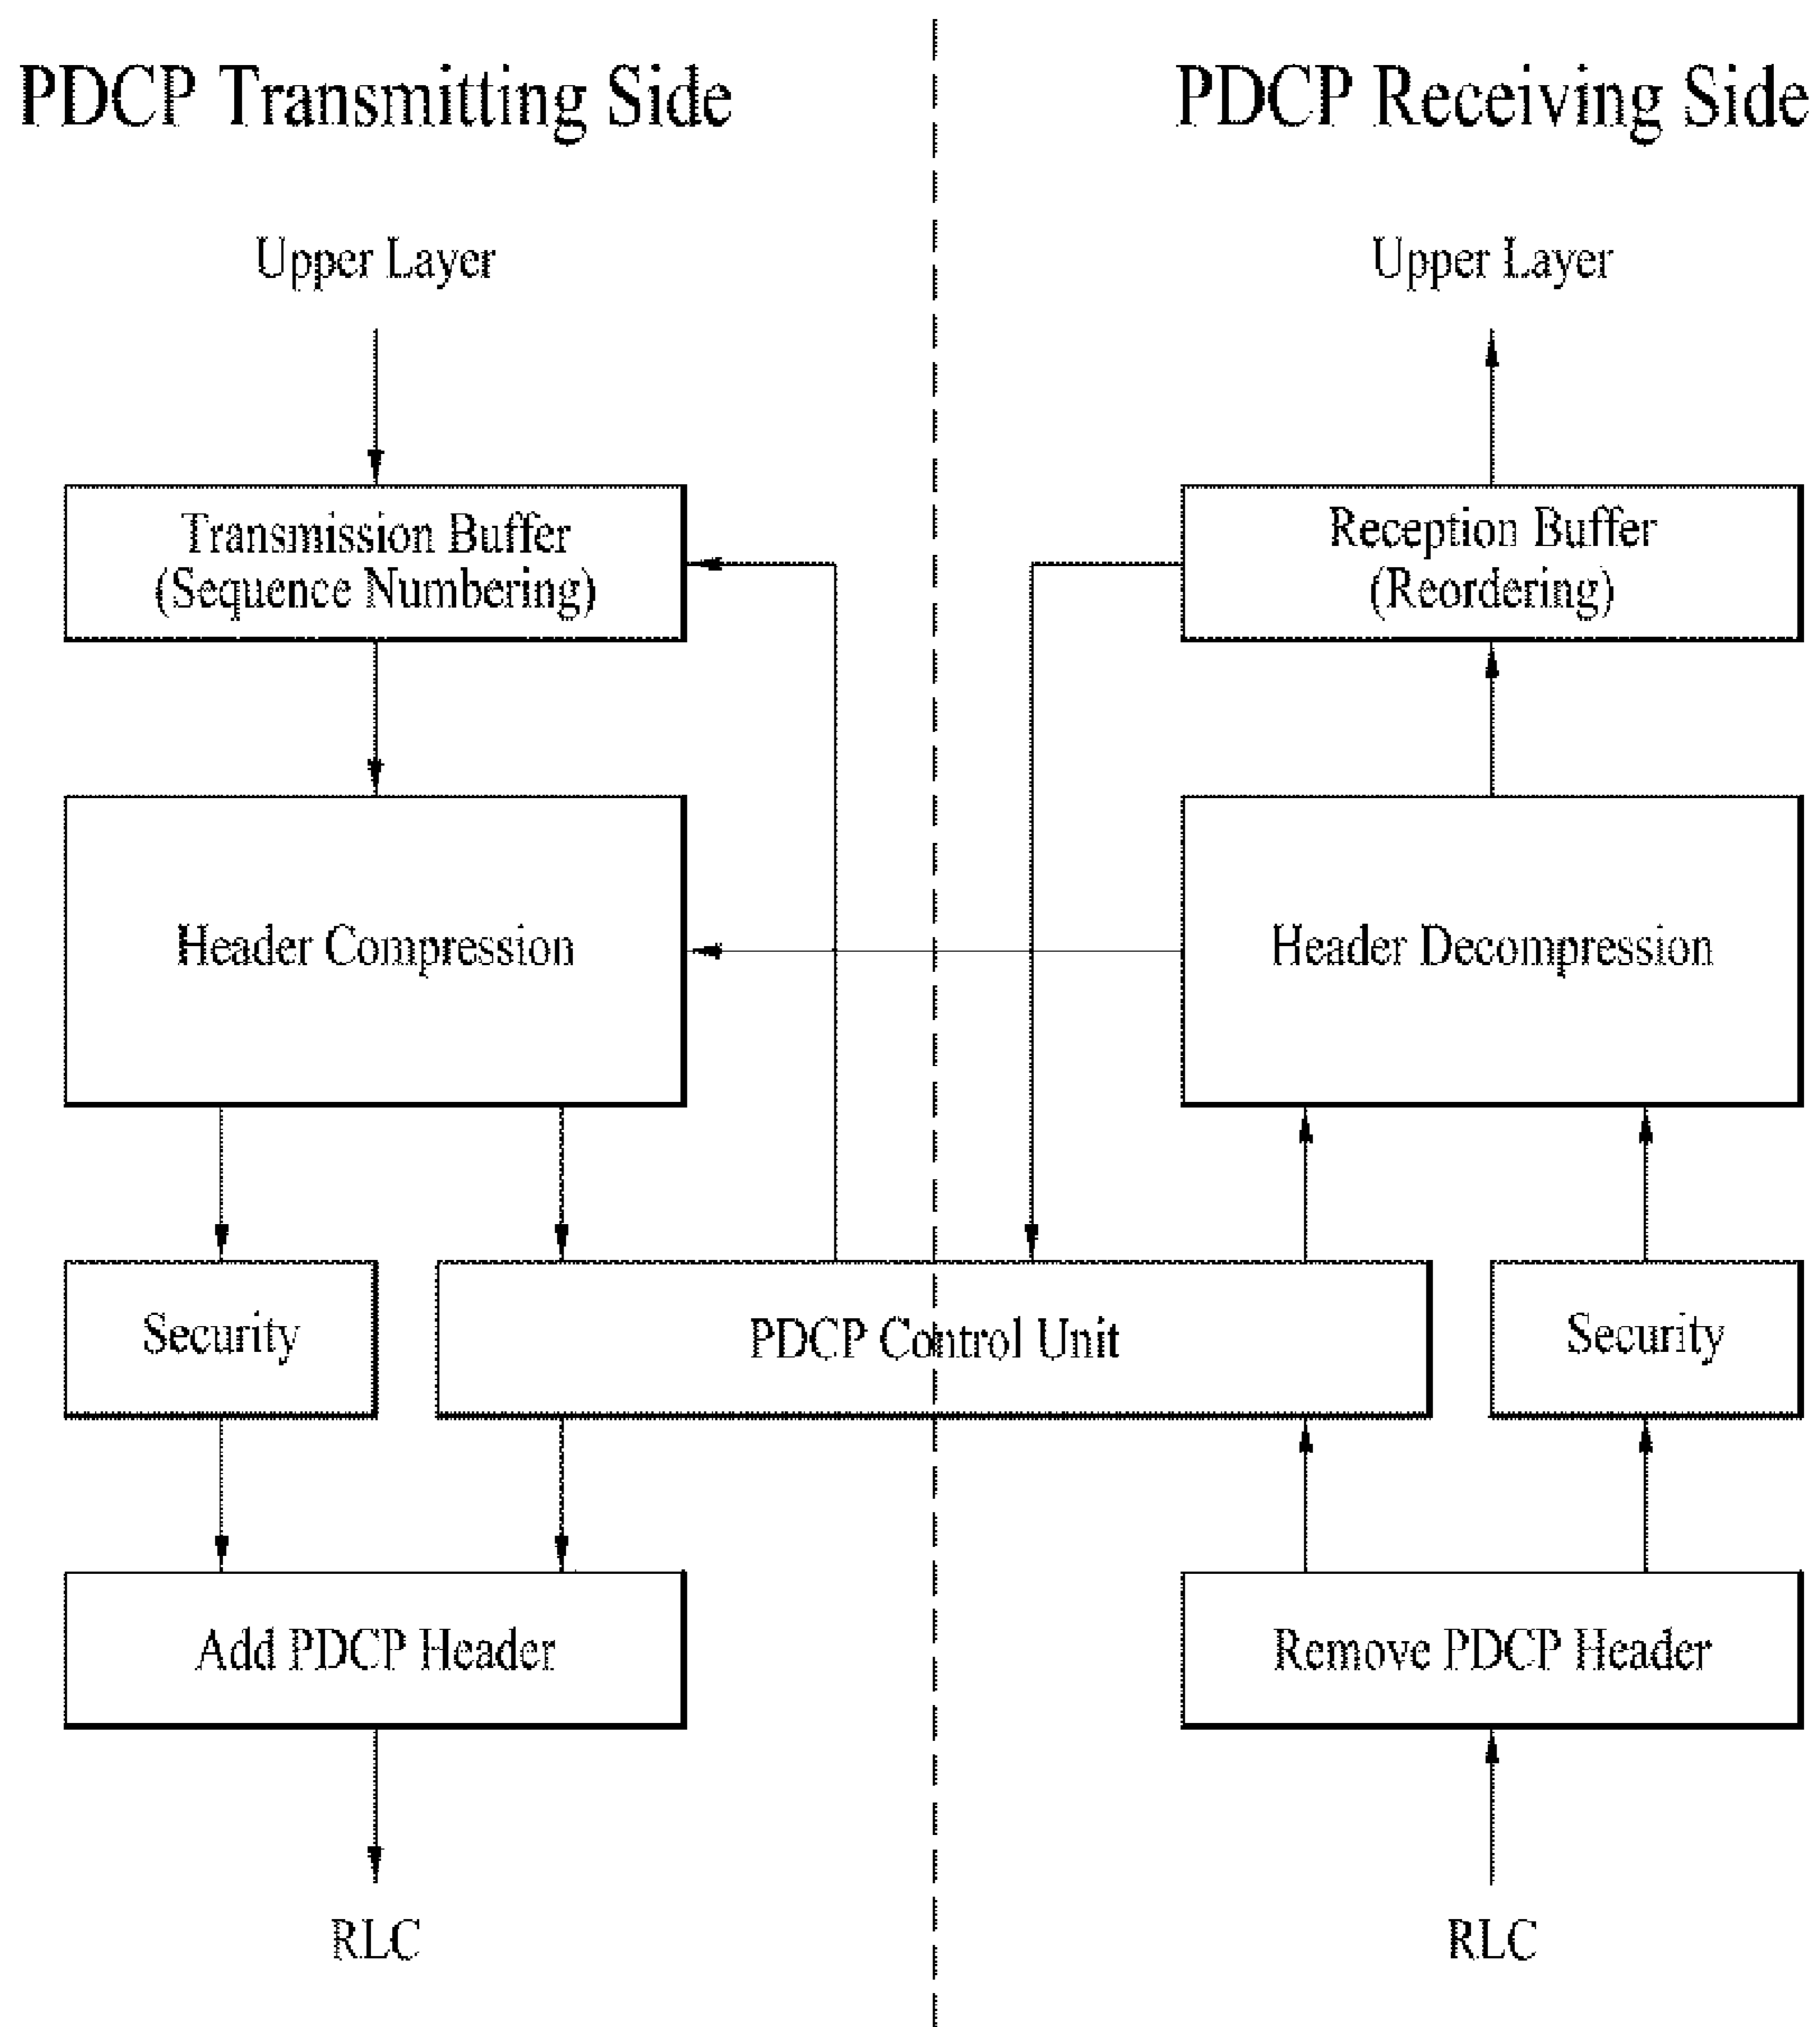 PDCP Transmitting Side
PDCP Receiving Side
Upper Layer
Upper Layer
Transmission Buffer
(Sequence Numbering)
Reception Buffer
(Reordering)
Header Compression
Header Decompression
Security
PDCP Control Unit
Security
Add PDCP Header
Remove PDCP Header
RLC
RLC